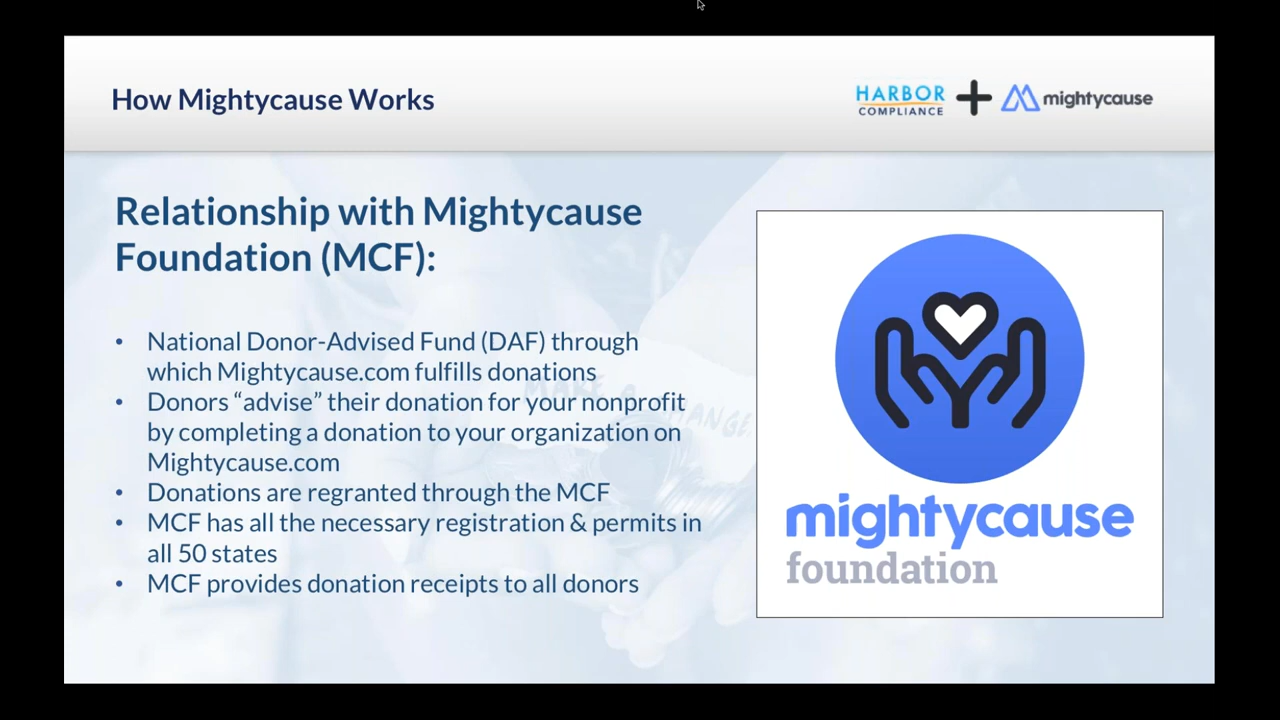 How Mightycause Works
HARBOR
COMPLIANCE
mightycause
Relationship with Mightycause
Foundation (MCF):
• National Donor-Advised Fund (DAF) through
which Mightycause.com fulfills donations
• Donors “advise” their donation for your nonprofit
by completing a donation to your organization on
Mightycause.com
• Donations are regranted through the MCF
• MCF has all the necessary registration & permits in
all 50 states
• MCF provides donation receipts to all donors
MAKE a CHANGE
mightycause
foundation